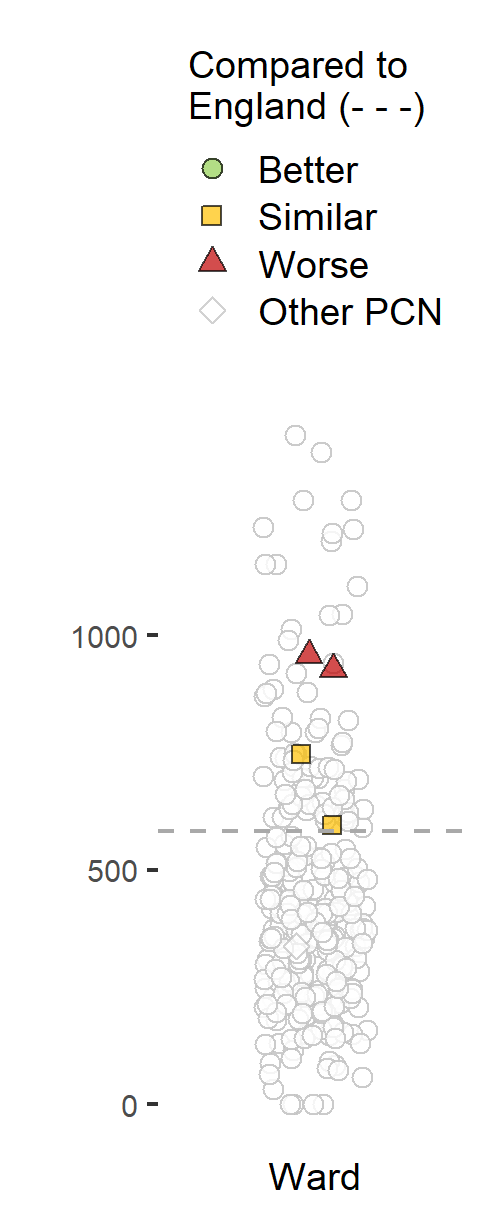 Compared to
England (- - -)
Better
Similar
Worse
Other PCN
1000
500
0
Ward